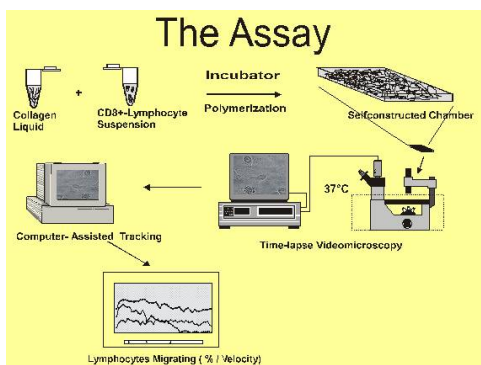 The Assay
Incubator
+
Polymerization
Collagen
Liquid
CD8+-Lymphocyte
Suspension
Selfconstructed Chamber
37°C
Computer- Assisted Tracking
Time-lapse Videomicroscopy
Lymphocytes Migrating ( % / Velocity)